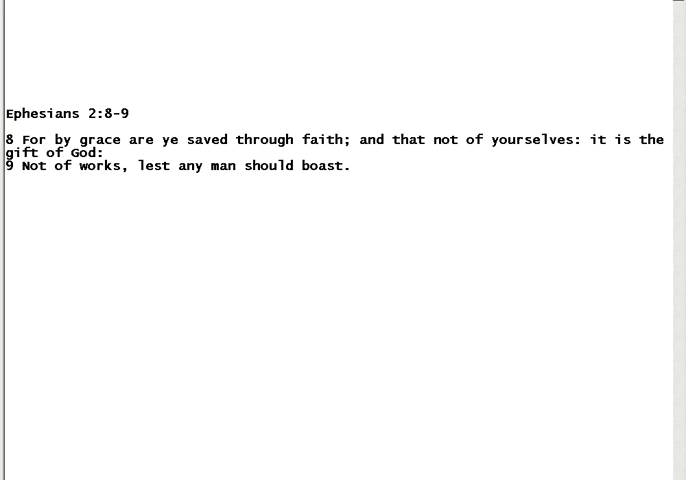 Ephesians 2:8-9
8 For by grace are ye saved through faith; and that not of yourselves: it is the
gift of God:
9 Not of works, lest any man should boast.